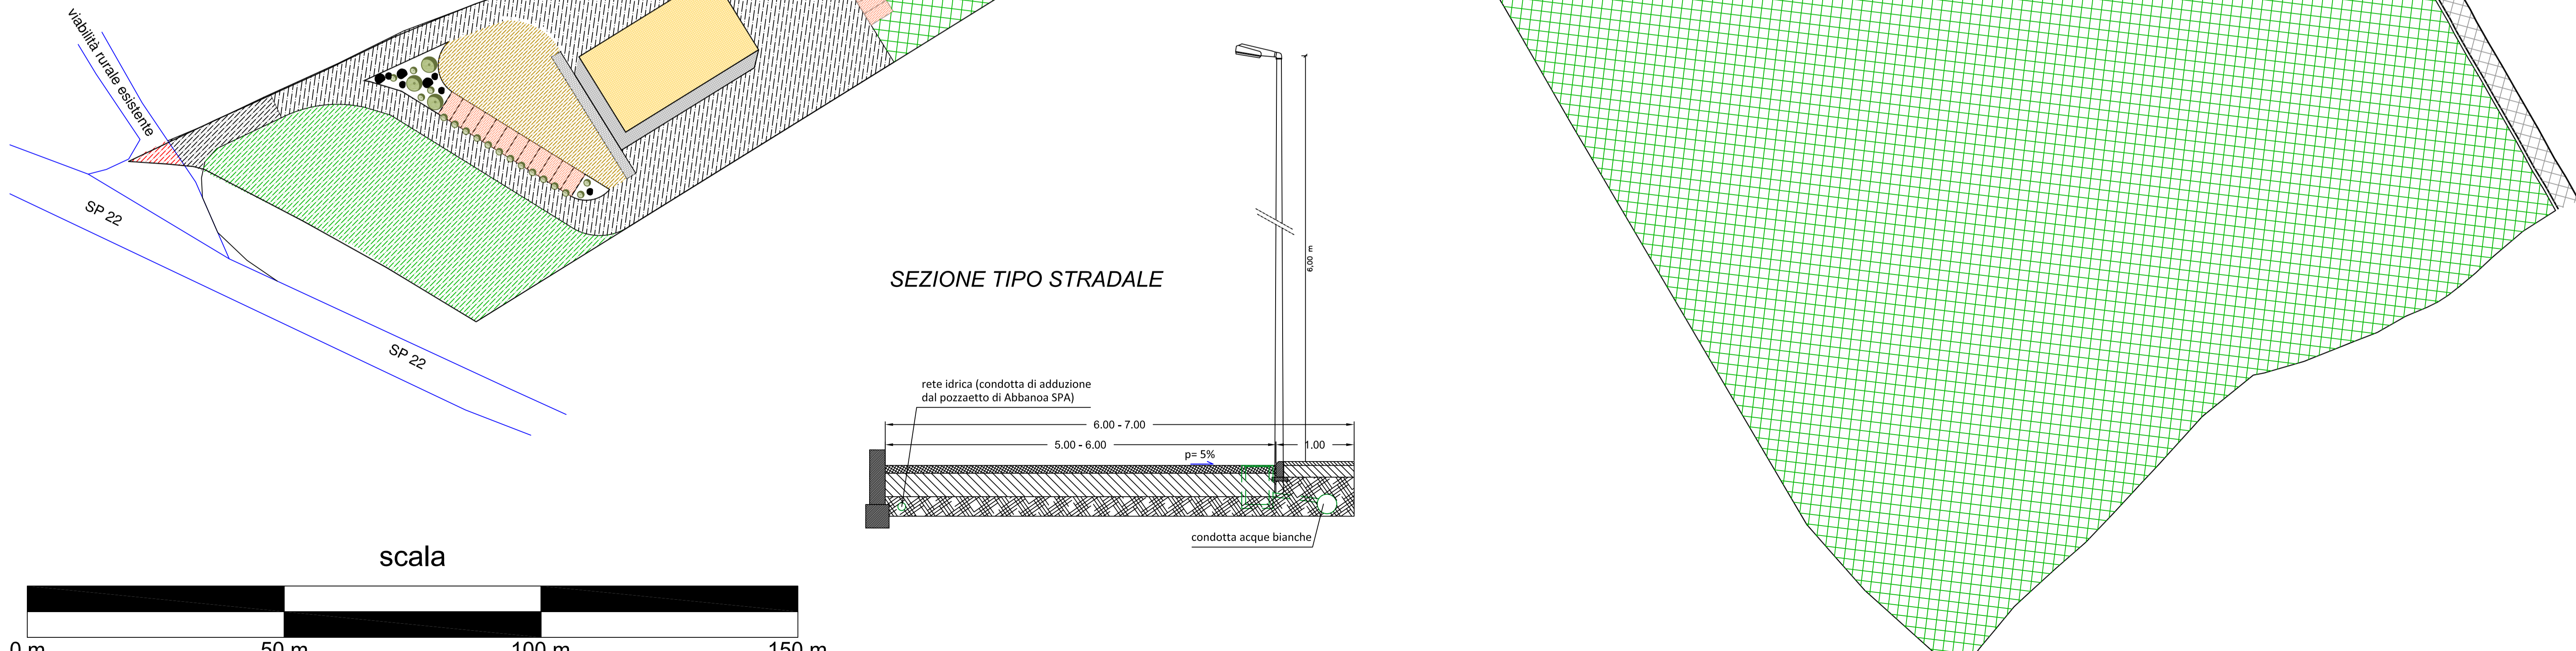 viabilità rurale esistente
SP 22
SP 22
SEZIONE TIPO STRADALE
6,00 m
rete idrica (condotta di adduzione
dal pozzaetto di Abbanoa SPA)
6.00 - 7.00
5.00 - 6.00
1.00
p= 5%
condotta acque bianche
scala
0 m
50 m
100 m
150 m